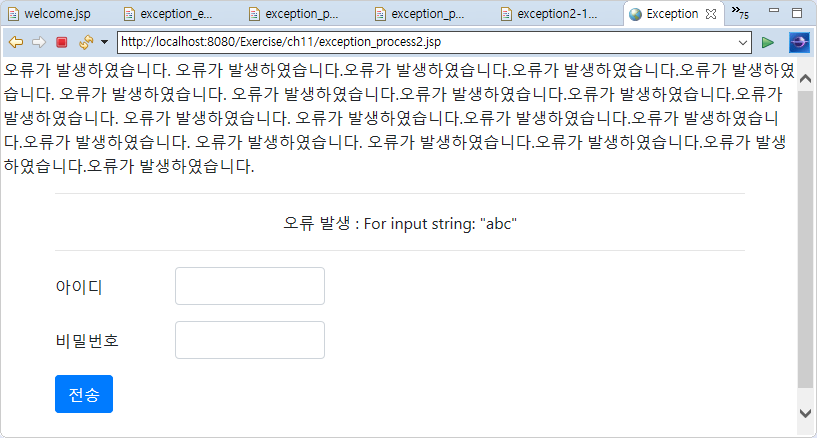 welcome.jsp exception_e... exception_p... exception_p... exception2-1... Exception »75
http://localhost:8080/Exercise/ch11/exception_process2.jsp
오류가 발생하였습니다. 오류가 발생하였습니다.오류가 발생하였습니다.오류가 발생하였습니다.오류가 발생하였
습니다. 오류가 발생하였습니다. 오류가 발생하였습니다.오류가 발생하였습니다.오류가 발생하였습니다.오류가
발생하였습니다. 오류가 발생하였습니다. 오류가 발생하였습니다.오류가 발생하였습니다.오류가 발생하였습니
다.오류가 발생하였습니다. 오류가 발생하였습니다. 오류가 발생하였습니다.오류가 발생하였습니다.오류가 발생
하였습니다.오류가 발생하였습니다.
오류 발생 : For input string: "abc"
아이디
비밀번호
전송